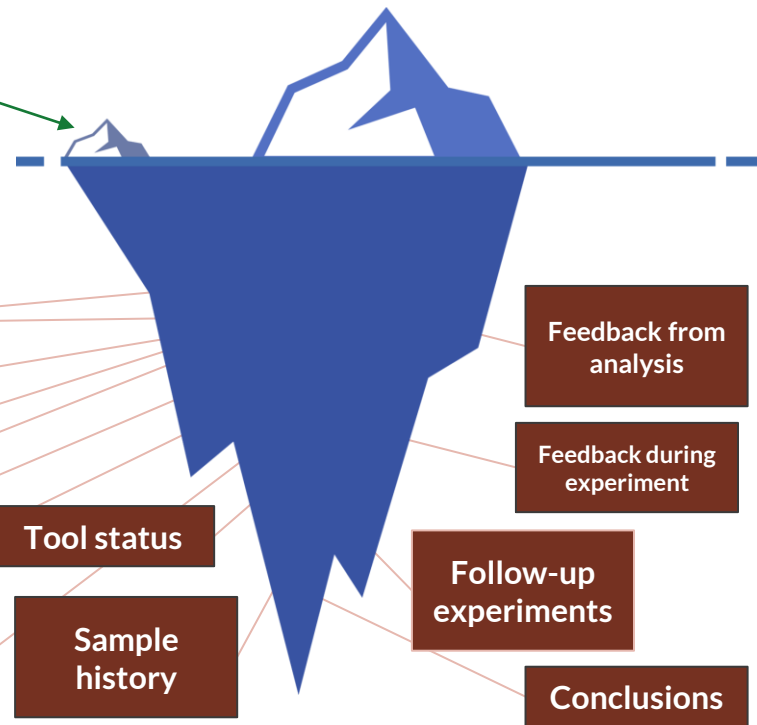 Feedback from
analysis
Feedback during
experiment
Tool status
Follow-up
experiments
Sample
history
Conclusions